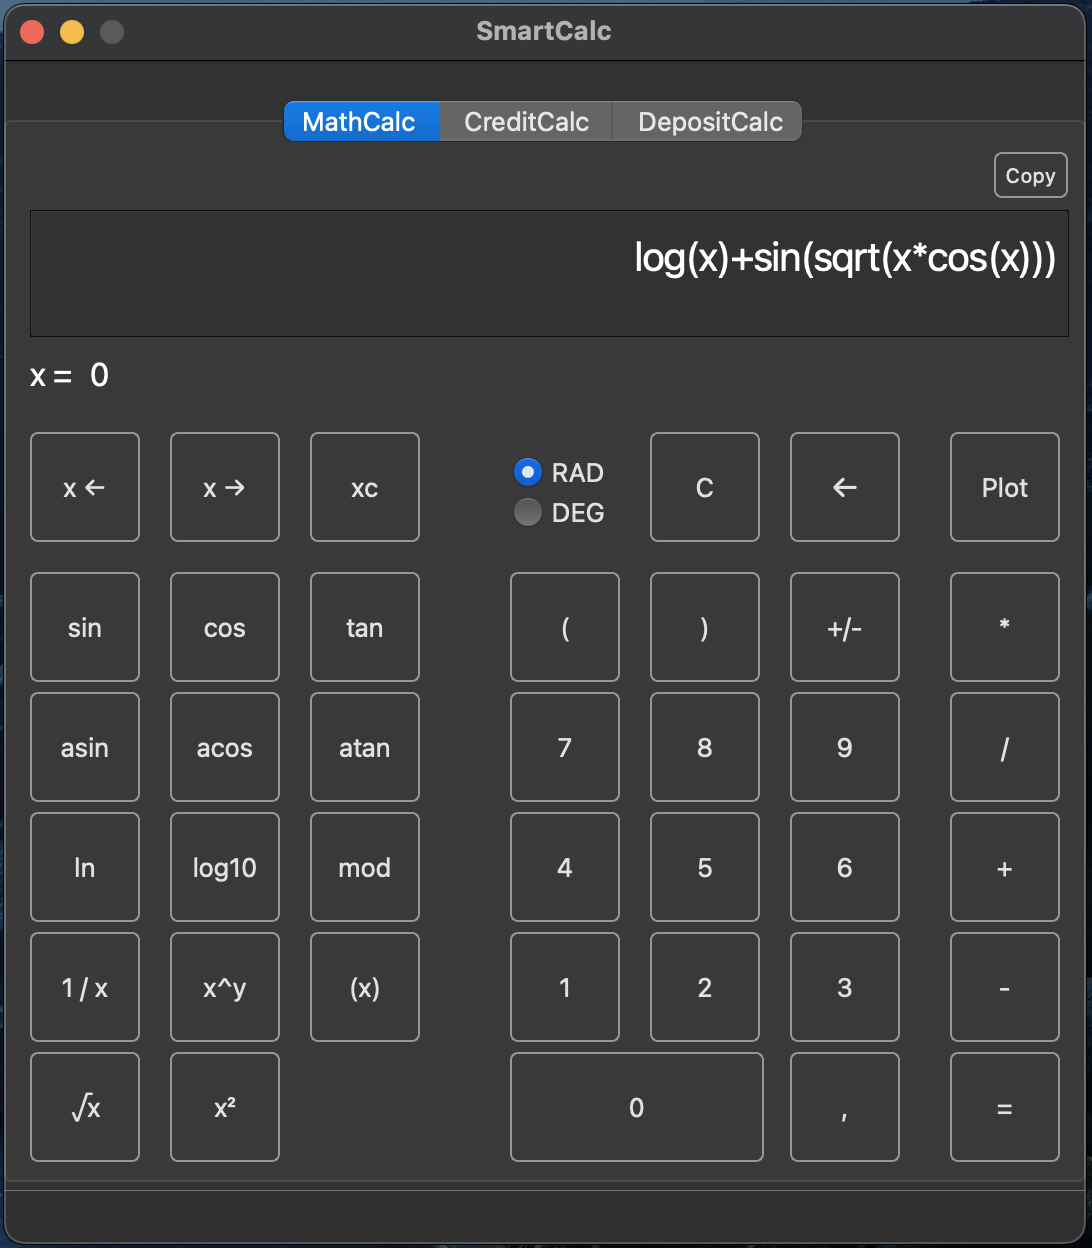 SmartCalc
MathCalc CreditCalc DepositCalc
Copy
log(x)+sin(sqrt(x*cos(x)))
x = 0
x ← x → xc RAD C ← Plot
DEG
sin cos tan ( ) +/- *
asin acos atan 7 8 9 /
ln log10 mod 4 5 6 +
1 / x x^y (x) 1 2 3 -
√x x² 0 , =